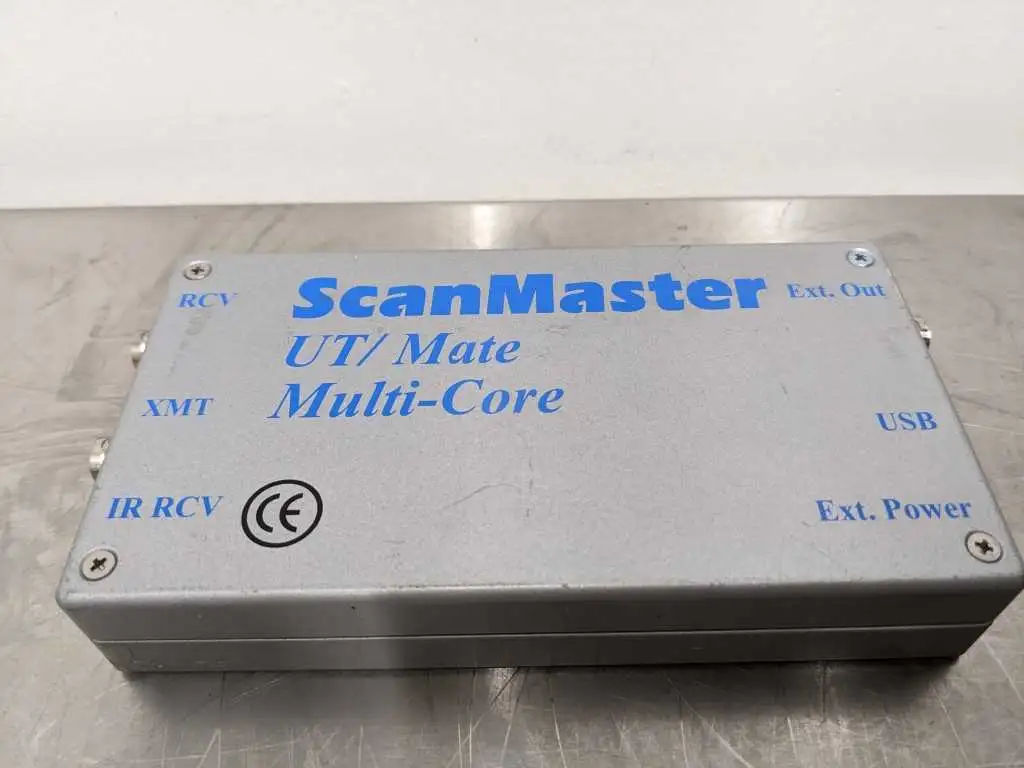 ScanMaster
UT/ Mate
Multi-Core
RCV
XMT
IR RCV
CE
Ext. Out
USB
Ext. Power